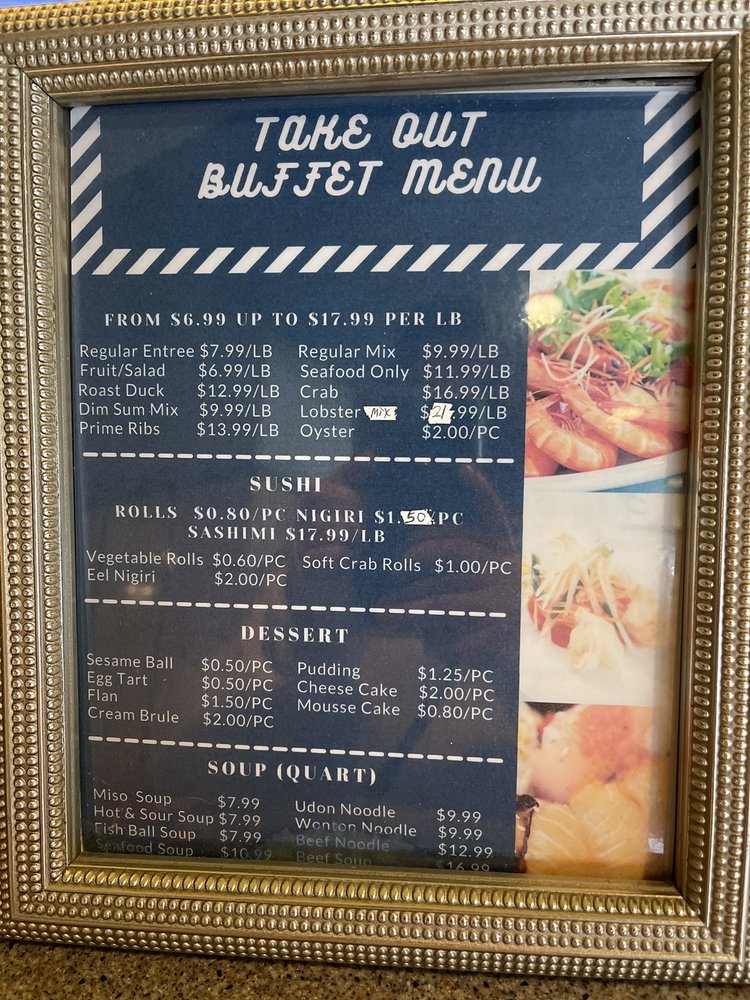 TAKE OUT
BUFFET MENU
FROM $6.99 UP TO $17.99 PER LB
Regular Entree $7.99/LB Regular Mix $9.99/LB
Fruit/Salad $6.99/LB Seafood Only $11.99/LB
Roast Duck $12.99/LB Crab $16.99/LB
Dim Sum Mix $9.99/LB Lobster Mix $21.99/LB
Prime Ribs $13.99/LB Oyster $2.00/PC
SUSHI
ROLLS $0.80/PC NIGIRI $1.50/PC
SASHIMI $17.99/LB
Vegetable Rolls $0.60/PC Soft Crab Rolls $1.00/PC
Eel Nigiri $2.00/PC
DESSERT
Sesame Ball $0.50/PC Pudding $1.25/PC
Egg Tart $0.50/PC Cheese Cake $2.00/PC
Flan $1.50/PC Mousse Cake $0.80/PC
Cream Brule $2.00/PC
SOUP (QUART)
Miso Soup $7.99 Udon Noodle $9.99
Hot & Sour Soup $7.99 Wonton Noodle $9.99
Fish Ball Soup $7.99 Beef Noodle $12.99
Seafood Soup $10.99 Beef Soup $16.99